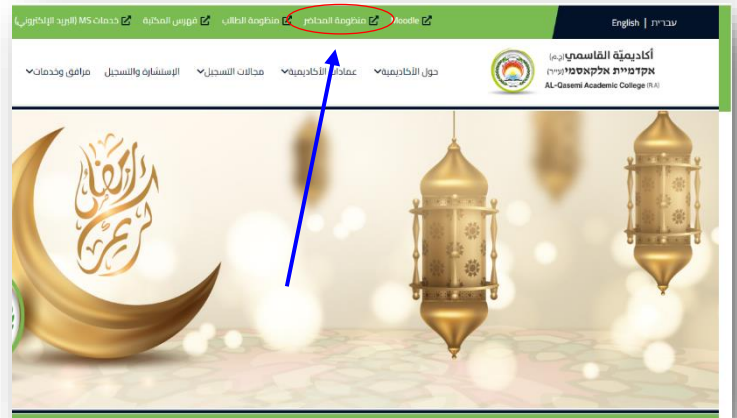 עברית | English
Moodle منظومة المحاضر منظومة الطالب فهرس المكتبة خدمات MS (البريد الإلكتروني)
أكاديميّة القاسمي (ج.م)
אקדמיית אלקאסמי (ע״ר)
AL-Qasemi Academic College (R.A)
حول الأكاديمية عمادات الأكاديمية مجالات التسجيل الإستشارة والتسجيل مرافق وخدمات
رمضان
كريم